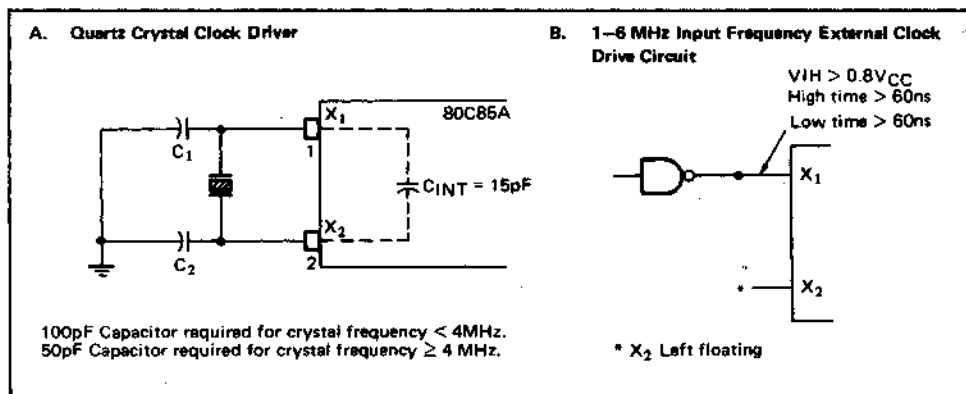 A. Quartz Crystal Clock Driver
X1
80C85A
C1
1
CINT = 15pF
X2
C2
2
100pF Capacitor required for crystal frequency < 4MHz.
50pF Capacitor required for crystal frequency ≥ 4 MHz.
B. 1–6 MHz Input Frequency External Clock
Drive Circuit
VIH > 0.8VCC
High time > 60ns
Low time > 60ns
X1
* X2
* X2 Left floating